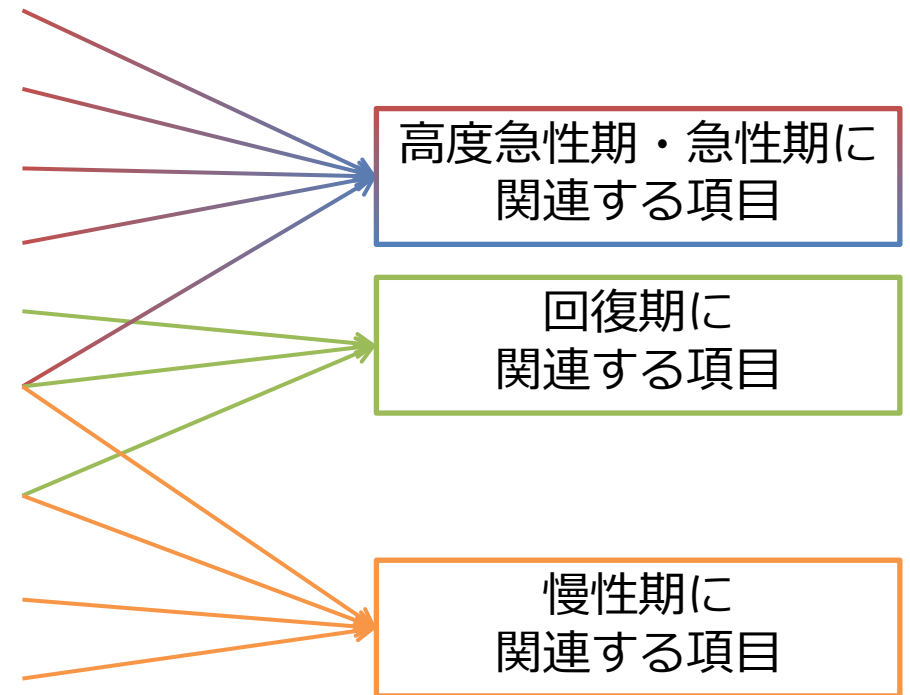 高度急性期・急性期に
関連する項目
回復期に
関連する項目
慢性期に
関連する項目